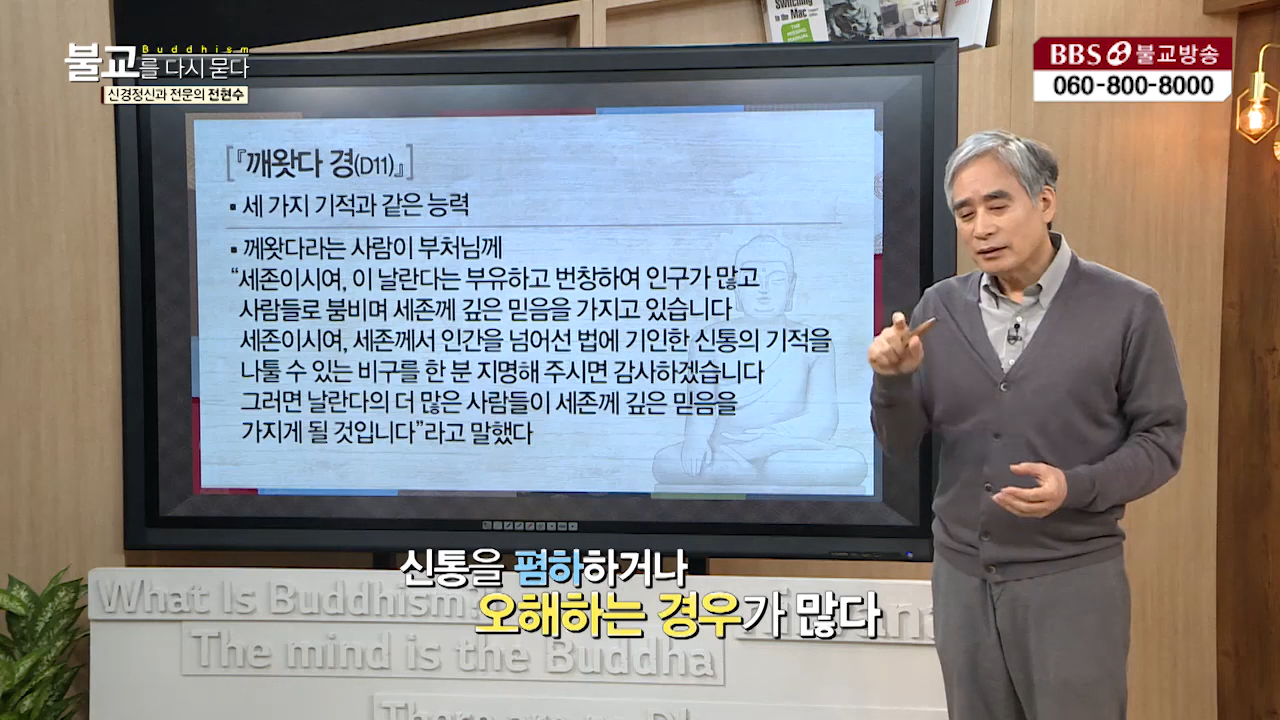 Switching
to the Mac
THE MISSING MANUAL
Buddhism
불교를 다시 묻다
신경정신과 전문의 전현수
BBS 불교방송
060-800-8000
[『깨왓다 경(D11)』]
▪ 세 가지 기적과 같은 능력
▪ 께왓다라는 사람이 부처님께
“세존이시여, 이 날란다는 부유하고 번창하여 인구가 많고
사람들로 붐비며 세존께 깊은 믿음을 가지고 있습니다
세존이시여, 세존께서 인간을 넘어선 법에 기인한 신통의 기적을
나툴 수 있는 비구를 한 분 지명해 주시면 감사하겠습니다
그러면 날란다의 더 많은 사람들이 세존께 깊은 믿음을
가지게 될 것입니다”라고 말했다
신통을 폄하하거나
오해하는 경우가 많다
What Is Buddhism?
The mind is the Buddha